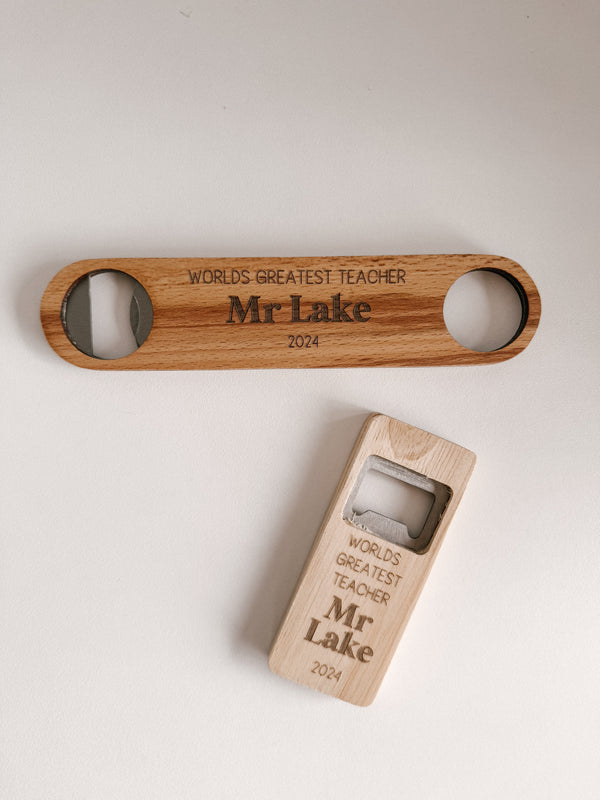 WORLDS GREATEST TEACHER
Mr Lake
2024
WORLDS
GREATEST
TEACHER
Mr
Lake
2024